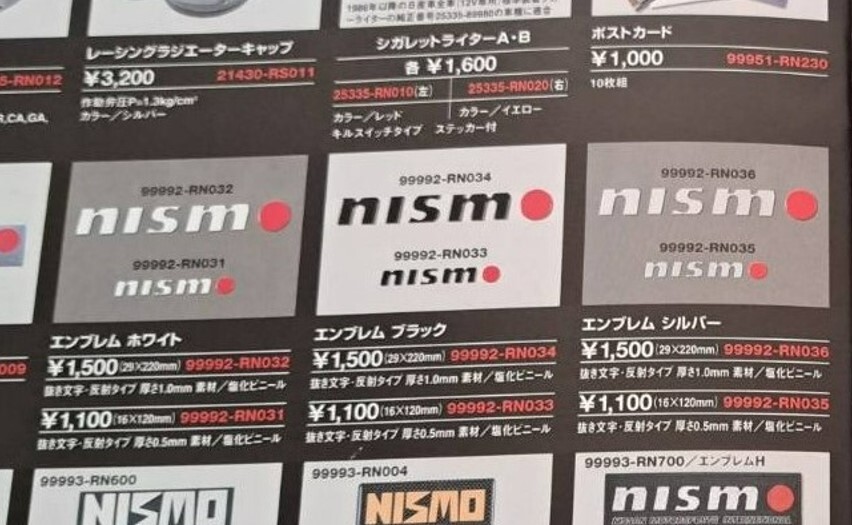 1986年以降の日産車全車(12V専用)
ーライターの純正番号25335-89980の車種に適合
5-RN012
R,CA,GA,
レーシングラジエーターキャップ
¥3,200 21430-RS011
作動弁圧P=1.3kg/cm²
カラー/シルバー
シガレットライターA・B
各 ¥1,600
25335-RN010(左) 25335-RN020(右)
カラー/レッド カラー/イエロー
キルスイッチタイプ ステッカー付
ポストカード
¥1,000 99951-RN230
10枚組
99992-RN032
nismo
99992-RN031
nismo
99992-RN034
nismo
99992-RN033
nismo
99992-RN036
nismo
99992-RN035
nismo
009
エンブレム ホワイト
¥1,500(29×220mm) 99992-RN032
抜き文字・反射タイプ 厚さ1.0mm 素材/塩化ビニール
¥1,100(16×120mm) 99992-RN031
抜き文字・反射タイプ 厚さ0.5mm 素材/塩化ビニール
エンブレム ブラック
¥1,500(29×220mm) 99992-RN034
抜き文字・反射タイプ 厚さ1.0mm 素材/塩化ビニール
¥1,100(16×120mm) 99992-RN033
抜き文字・反射タイプ 厚さ0.5mm 素材/塩化ビニール
エンブレム シルバー
¥1,500(29×220mm) 99992-RN036
抜き文字・反射タイプ 厚さ1.0mm 素材/塩化ビニール
¥1,100(16×120mm) 99992-RN035
抜き文字・反射タイプ 厚さ0.5mm 素材/塩化ビニール
99993-RN600
NISMO
99993-RN004
NISMO
99993-RN700/エンブレムH
nismo
NISSAN MOTORSPORTS INTERNATIONAL